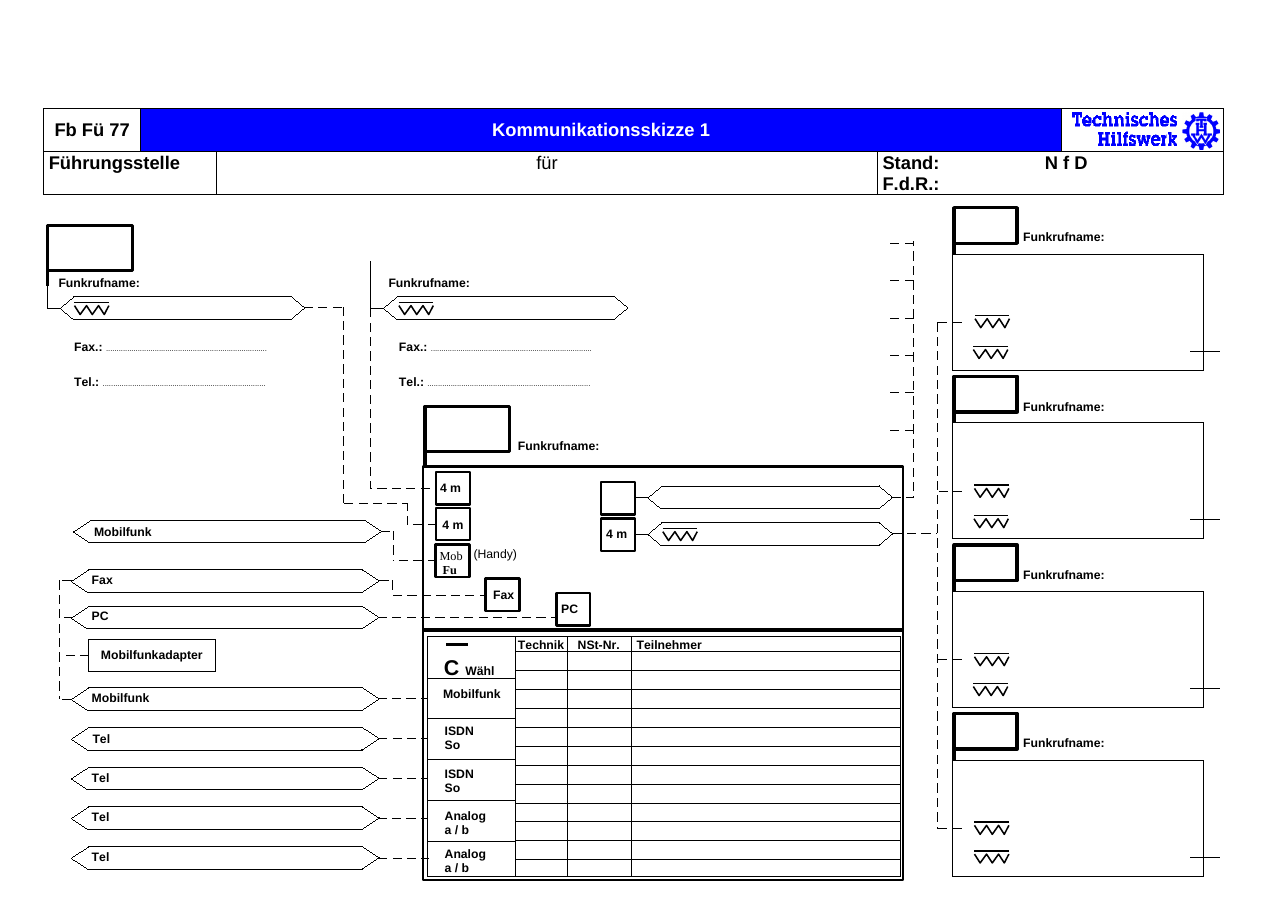 Fb Fü 77
Kommunikationsskizze 1
Technisches
Hilfswerk
THW
Führungsstelle
für
Stand:
N f D
F.d.R.:
Funkrufname:
Funkrufname:
Funkrufname:
Fax.:
Fax.:
Tel.:
Tel.:
Funkrufname:
Funkrufname:
4 m
4 m
4 m
Mobilfunk
Mob
Fu
(Handy)
Fax
Fax
PC
PC
Funkrufname:
Mobilfunkadapter
Technik
NSt-Nr.
Teilnehmer
C Wähl
Mobilfunk
Mobilfunk
Tel
ISDN
So
Funkrufname:
Tel
ISDN
So
Tel
Analog
a / b
Tel
Analog
a / b